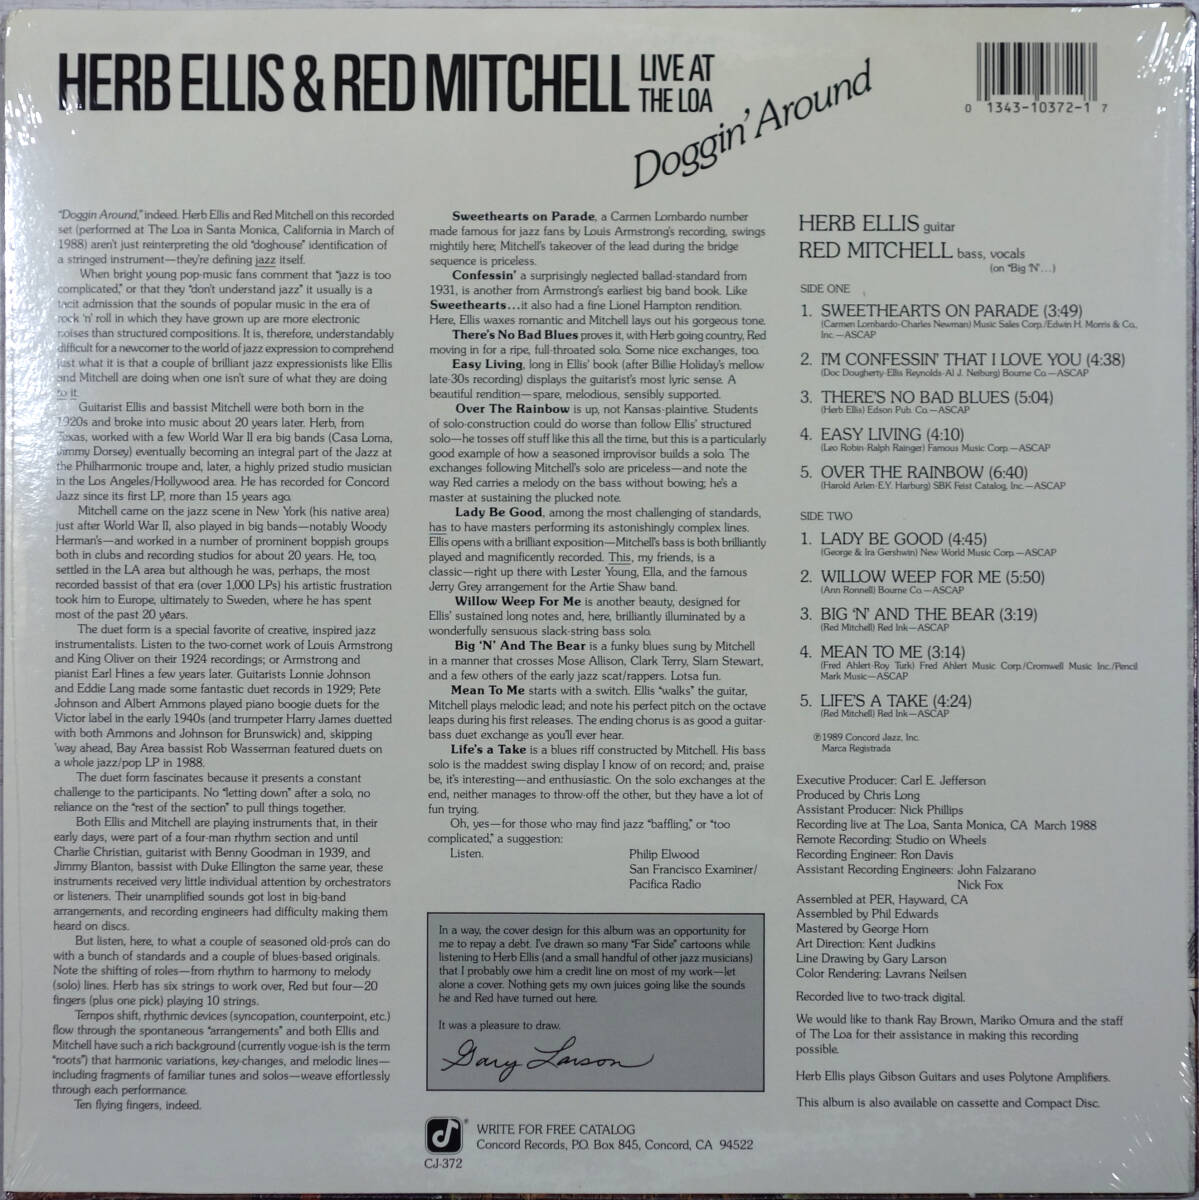 HERB ELLIS & RED MITCHELL LIVE AT
THE LOA
Doggin' Around
0 1343-10372-1 7
"Doggin Around," indeed. Herb Ellis and Red Mitchell on this recorded
set (performed at The Loa in Santa Monica, California in March of
1988) aren't just reinterpreting the old "doghouse" identification of
a stringed instrument—they're defining jazz itself.
When bright young pop-music fans comment that "jazz is too
complicated," or that they "don't understand jazz" it usually is a
tacit admission that the sounds of popular music in the era of
rock 'n' roll in which they have grown up are more electronic
noises than structured compositions. It is, therefore, understandably
difficult for a newcomer to the world of jazz expression to comprehend
just what it is that a couple of brilliant jazz expressionists like Ellis
and Mitchell are doing when one isn't sure of what they are doing
to it.
Guitarist Ellis and bassist Mitchell were both born in the
1920s and broke into music about 20 years later. Herb, from
Texas, worked with a few World War II era big bands (Casa Loma,
Jimmy Dorsey) eventually becoming an integral part of the Jazz at
the Philharmonic troupe and, later, a highly prized studio musician
in the Los Angeles/Hollywood area. He has recorded for Concord
Jazz since its first LP, more than 15 years ago.
Mitchell came on the jazz scene in New York (his native area)
just after World War II, also played in big bands—notably Woody
Herman's—and worked in a number of prominent boppish groups
both in clubs and recording studios for about 20 years. He, too,
settled in the LA area but although he was, perhaps, the most
recorded bassist of that era (over 1,000 LPs) his artistic frustration
took him to Europe, ultimately to Sweden, where he has spent
most of the past 20 years.
The duet form is a special favorite of creative, inspired jazz
instrumentalists. Listen to the two-cornet work of Louis Armstrong
and King Oliver on their 1924 recordings; or Armstrong and
pianist Earl Hines a few years later. Guitarists Lonnie Johnson
and Eddie Lang made some fantastic duet records in 1929; Pete
Johnson and Albert Ammons played piano boogie duets for the
Victor label in the early 1940s (and trumpeter Harry James duetted
with both Ammons and Johnson for Brunswick) and, skipping
'way ahead, Bay Area bassist Rob Wasserman featured duets on
a whole jazz/pop LP in 1988.
The duet form fascinates because it presents a constant
challenge to the participants. No "letting down" after a solo, no
reliance on the "rest of the section" to pull things together.
Both Ellis and Mitchell are playing instruments that, in their
early days, were part of a four-man rhythm section and until
Charlie Christian, guitarist with Benny Goodman in 1939, and
Jimmy Blanton, bassist with Duke Ellington the same year, these
instruments received very little individual attention by orchestrators
or listeners. Their unamplified sounds got lost in big-band
arrangements, and recording engineers had difficulty making them
heard on discs.
But listen, here, to what a couple of seasoned old-pro's can do
with a bunch of standards and a couple of blues-based originals.
Note the shifting of roles—from rhythm to harmony to melody
(solo) lines. Herb has six strings to work over, Red but four—20
fingers (plus one pick) playing 10 strings.
Tempos shift, rhythmic devices (syncopation, counterpoint, etc.)
flow through the spontaneous "arrangements" and both Ellis and
Mitchell have such a rich background (currently vogue-ish is the term
"roots") that harmonic variations, key-changes, and melodic lines—
including fragments of familiar tunes and solos—weave effortlessly
through each performance.
Ten flying fingers, indeed.
Sweethearts on Parade, a Carmen Lombardo number
made famous for jazz fans by Louis Armstrong's recording, swings
mightily here; Mitchell's takeover of the lead during the bridge
sequence is priceless.
Confessin' a surprisingly neglected ballad-standard from
1931, is another from Armstrong's earliest big band book. Like
Sweethearts...it also had a fine Lionel Hampton rendition.
Here, Ellis waxes romantic and Mitchell lays out his gorgeous tone.
There's No Bad Blues proves it, with Herb going country, Red
moving in for a ripe, full-throated solo. Some nice exchanges, too.
Easy Living, long in Ellis' book (after Billie Holiday's mellow
late-30s recording) displays the guitarist's most lyric sense. A
beautiful rendition—spare, melodious, sensibly supported.
Over The Rainbow is up, not Kansas-plaintive. Students
of solo-construction could do worse than follow Ellis' structured
solo—he tosses off stuff like this all the time, but this is a particularly
good example of how a seasoned improvisor builds a solo. The
exchanges following Mitchell's solo are priceless—and note the
way Red carries a melody on the bass without bowing; he's a
master at sustaining the plucked note.
Lady Be Good, among the most challenging of standards,
has to have masters performing its astonishingly complex lines.
Ellis opens with a brilliant exposition—Mitchell's bass is both brilliantly
played and magnificently recorded. This, my friends, is a
classic—right up there with Lester Young, Ella, and the famous
Jerry Grey arrangement for the Artie Shaw band.
Willow Weep For Me is another beauty, designed for
Ellis' sustained long notes and, here, brilliantly illuminated by a
wonderfully sensuous slack-string bass solo.
Big 'N' And The Bear is a funky blues sung by Mitchell
in a manner that crosses Mose Allison, Clark Terry, Slam Stewart,
and a few others of the early jazz scat/rappers. Lotsa fun.
Mean To Me starts with a switch. Ellis "walks" the guitar,
Mitchell plays melodic lead; and note his perfect pitch on the octave
leaps during his first releases. The ending chorus is as good a guitar-
bass duet exchange as you'll ever hear.
Life's a Take is a blues riff constructed by Mitchell. His bass
solo is the maddest swing display I know of on record; and, praise
be, it's interesting—and enthusiastic. On the solo exchanges at the
end, neither manages to throw-off the other, but they have a lot of
fun trying.
Oh, yes—for those who may find jazz "baffling," or "too
complicated," a suggestion:
Listen.
Philip Elwood
San Francisco Examiner/
Pacifica Radio
In a way, the cover design for this album was an opportunity for
me to repay a debt. I've drawn so many "Far Side" cartoons while
listening to Herb Ellis (and a small handful of other jazz musicians)
that I probably owe him a credit line on most of my work—let
alone a cover. Nothing gets my own juices going like the sounds
he and Red have turned out here.
It was a pleasure to draw.
Gary Larson
WRITE FOR FREE CATALOG
Concord Records, P.O. Box 845, Concord, CA 94522
CJ-372
HERB ELLIS guitar
RED MITCHELL bass, vocals
(on "Big 'N'...)
SIDE ONE
1. SWEETHEARTS ON PARADE (3:49)
(Carmen Lombardo-Charles Newman) Music Sales Corp./Edwin H. Morris & Co.,
Inc.—ASCAP
2. I'M CONFESSIN' THAT I LOVE YOU (4:38)
(Doc Dougherty-Ellis Reynolds-Al J. Neiburg) Bourne Co.—ASCAP
3. THERE'S NO BAD BLUES (5:04)
(Herb Ellis) Edson Pub. Co.—ASCAP
4. EASY LIVING (4:10)
(Leo Robin-Ralph Rainger) Famous Music Corp.—ASCAP
5. OVER THE RAINBOW (6:40)
(Harold Arlen-E.Y. Harburg) SBK Feist Catalog, Inc.—ASCAP
SIDE TWO
1. LADY BE GOOD (4:45)
(George & Ira Gershwin) New World Music Corp.—ASCAP
2. WILLOW WEEP FOR ME (5:50)
(Ann Ronnell) Bourne Co.—ASCAP
3. BIG 'N' AND THE BEAR (3:19)
(Red Mitchell) Red Ink—ASCAP
4. MEAN TO ME (3:14)
(Fred Ahlert-Roy Turk) Fred Ahlert Music Corp./Cromwell Music Inc./Pencil
Mark Music—ASCAP
5. LIFE'S A TAKE (4:24)
(Red Mitchell) Red Ink—ASCAP
℗1989 Concord Jazz, Inc.
Marca Registrada
Executive Producer: Carl E. Jefferson
Produced by Chris Long
Assistant Producer: Nick Phillips
Recording live at The Loa, Santa Monica, CA March 1988
Remote Recording: Studio on Wheels
Recording Engineer: Ron Davis
Assistant Recording Engineers: John Falzarano
Nick Fox
Assembled at PER, Hayward, CA
Assembled by Phil Edwards
Mastered by George Horn
Art Direction: Kent Judkins
Line Drawing by Gary Larson
Color Rendering: Lavrans Neilsen
Recorded live to two-track digital.
We would like to thank Ray Brown, Mariko Omura and the staff
of The Loa for their assistance in making this recording
possible.
Herb Ellis plays Gibson Guitars and uses Polytone Amplifiers.
This album is also available on cassette and Compact Disc.